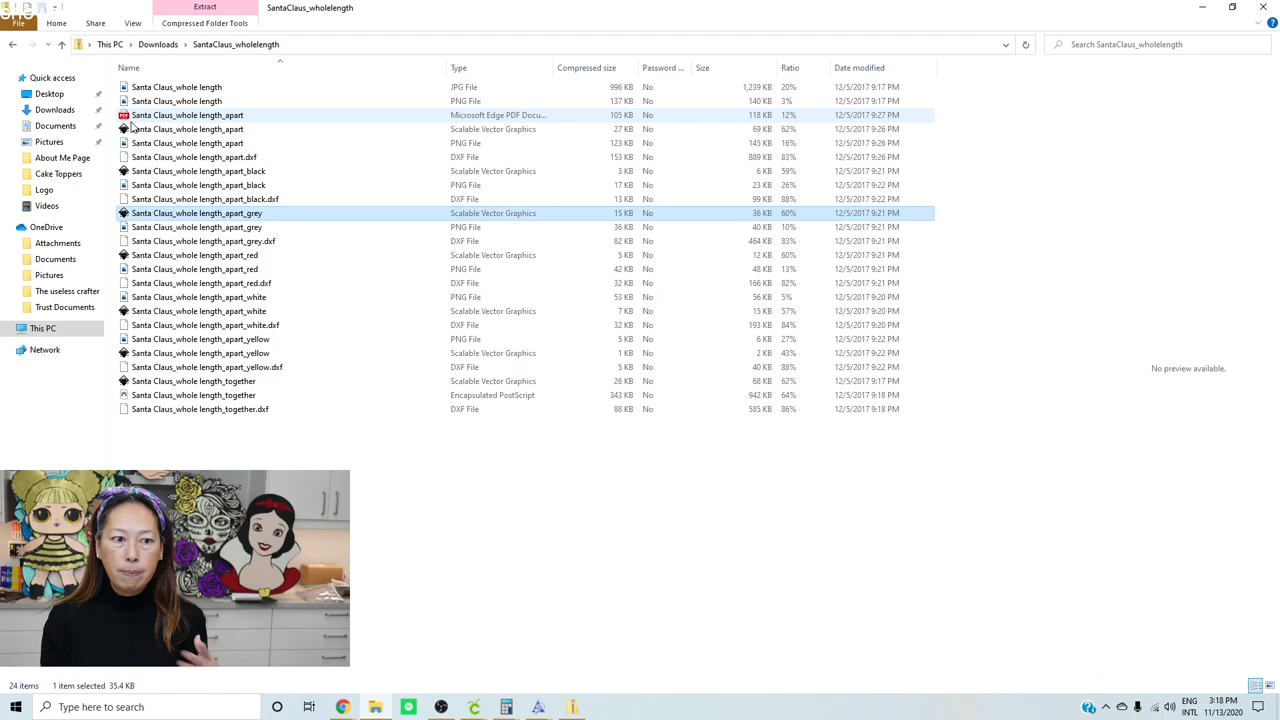 Extract
SantaClaus_wholelength
File
Home
Share
View
Compressed Folder Tools
This PC
Downloads
SantaClaus_wholelength
Search SantaClaus_wholelength
Name Type Compressed size Password ... Size Ratio Date modified
Quick access
Desktop
Downloads
Documents
Pictures
About Me Page
Cake Toppers
Logo
Videos
OneDrive
Attachments
Documents
Pictures
The useless crafter
Trust Documents
This PC
Network
Santa Claus_whole length JPG File 996 KB No 1,239 KB 20% 12/5/2017 9:17 PM
Santa Claus_whole length PNG File 137 KB No 140 KB 3% 12/5/2017 9:17 PM
Santa Claus_whole length_apart Microsoft Edge PDF Docu... 105 KB No 118 KB 12% 12/5/2017 9:27 PM
Santa Claus_whole length_apart Scalable Vector Graphics 27 KB No 69 KB 62% 12/5/2017 9:26 PM
Santa Claus_whole length_apart PNG File 123 KB No 145 KB 16% 12/5/2017 9:26 PM
Santa Claus_whole length_apart.dxf DXF File 153 KB No 889 KB 83% 12/5/2017 9:26 PM
Santa Claus_whole length_apart_black Scalable Vector Graphics 3 KB No 6 KB 59% 12/5/2017 9:22 PM
Santa Claus_whole length_apart_black PNG File 17 KB No 23 KB 26% 12/5/2017 9:22 PM
Santa Claus_whole length_apart_black.dxf DXF File 13 KB No 99 KB 88% 12/5/2017 9:22 PM
Santa Claus_whole length_apart_grey Scalable Vector Graphics 15 KB No 36 KB 60% 12/5/2017 9:21 PM
Santa Claus_whole length_apart_grey PNG File 36 KB No 40 KB 10% 12/5/2017 9:21 PM
Santa Claus_whole length_apart_grey.dxf DXF File 82 KB No 464 KB 83% 12/5/2017 9:21 PM
Santa Claus_whole length_apart_red Scalable Vector Graphics 5 KB No 12 KB 60% 12/5/2017 9:21 PM
Santa Claus_whole length_apart_red PNG File 42 KB No 48 KB 13% 12/5/2017 9:21 PM
Santa Claus_whole length_apart_red.dxf DXF File 32 KB No 166 KB 82% 12/5/2017 9:21 PM
Santa Claus_whole length_apart_white PNG File 53 KB No 56 KB 5% 12/5/2017 9:20 PM
Santa Claus_whole length_apart_white Scalable Vector Graphics 7 KB No 15 KB 57% 12/5/2017 9:20 PM
Santa Claus_whole length_apart_white.dxf DXF File 32 KB No 193 KB 84% 12/5/2017 9:20 PM
Santa Claus_whole length_apart_yellow PNG File 5 KB No 6 KB 27% 12/5/2017 9:22 PM
Santa Claus_whole length_apart_yellow Scalable Vector Graphics 1 KB No 2 KB 43% 12/5/2017 9:22 PM
Santa Claus_whole length_apart_yellow.dxf DXF File 5 KB No 40 KB 88% 12/5/2017 9:22 PM
Santa Claus_whole length_together Scalable Vector Graphics 26 KB No 68 KB 62% 12/5/2017 9:17 PM
Santa Claus_whole length_together Encapsulated PostScript 343 KB No 942 KB 64% 12/5/2017 9:18 PM
Santa Claus_whole length_together.dxf DXF File 88 KB No 585 KB 86% 12/5/2017 9:18 PM
No preview available.
24 items
1 item selected 35.4 KB
Type here to search
ENG
INTL
3:18 PM
11/13/2020